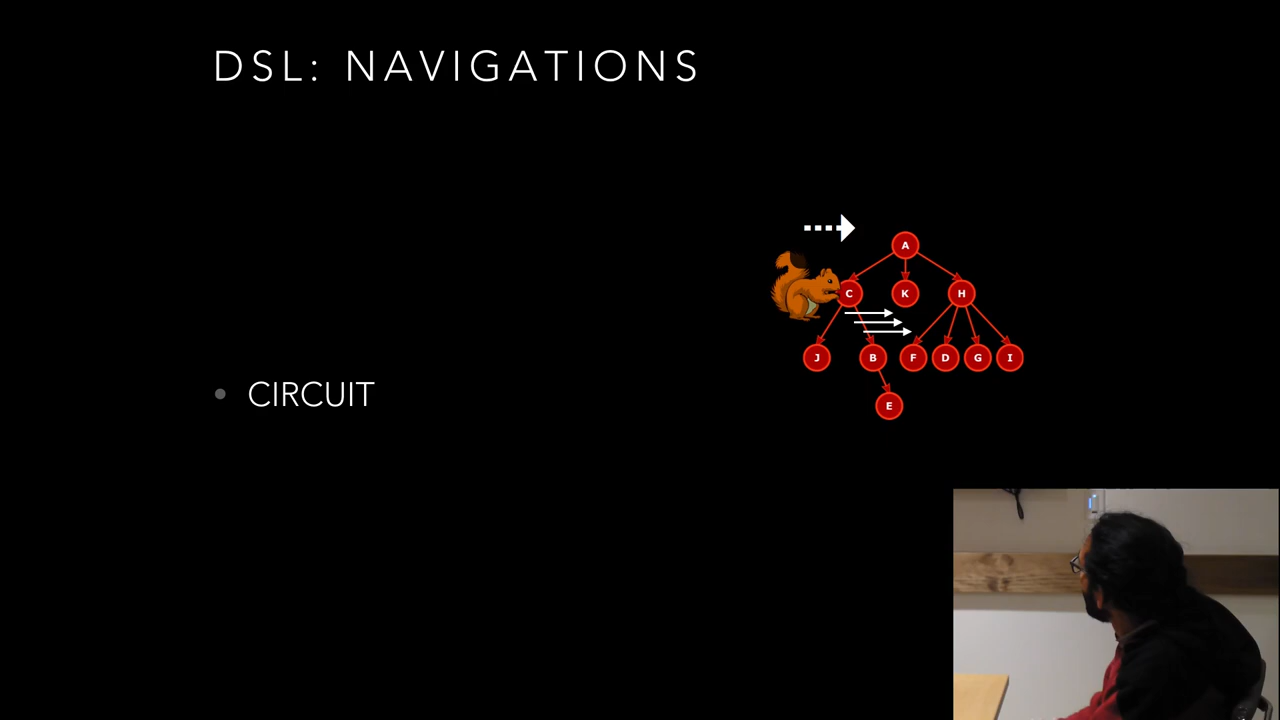 DSL: NAVIGATIONS
A
C K H
J B F D G I
CIRCUIT
E